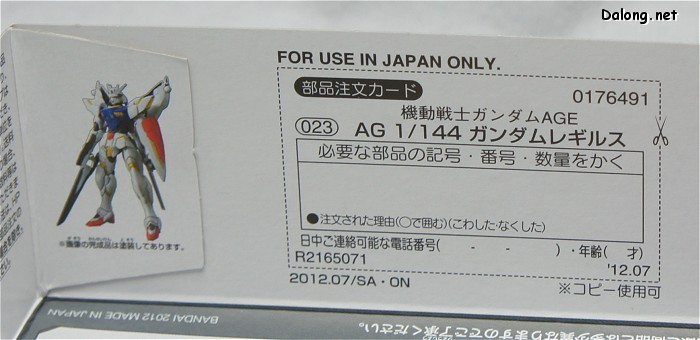 Dalong.net
FOR USE IN JAPAN ONLY.
部品注文カード
0176491
機動戦士ガンダムAGE
023 AG 1/144 ガンダムレギルス
必要な部品の記号・番号・数量をかく
●注文された理由(○で囲む)(こわした・なくした)
日中ご連絡可能な電話番号( - - )・年齢( 才)
R2165071
'12.07
2012.07/SA・ON
※コピー使用可
※画像の完成品は塗装してあります。
BANDAI 2012 MADE IN JAPAN